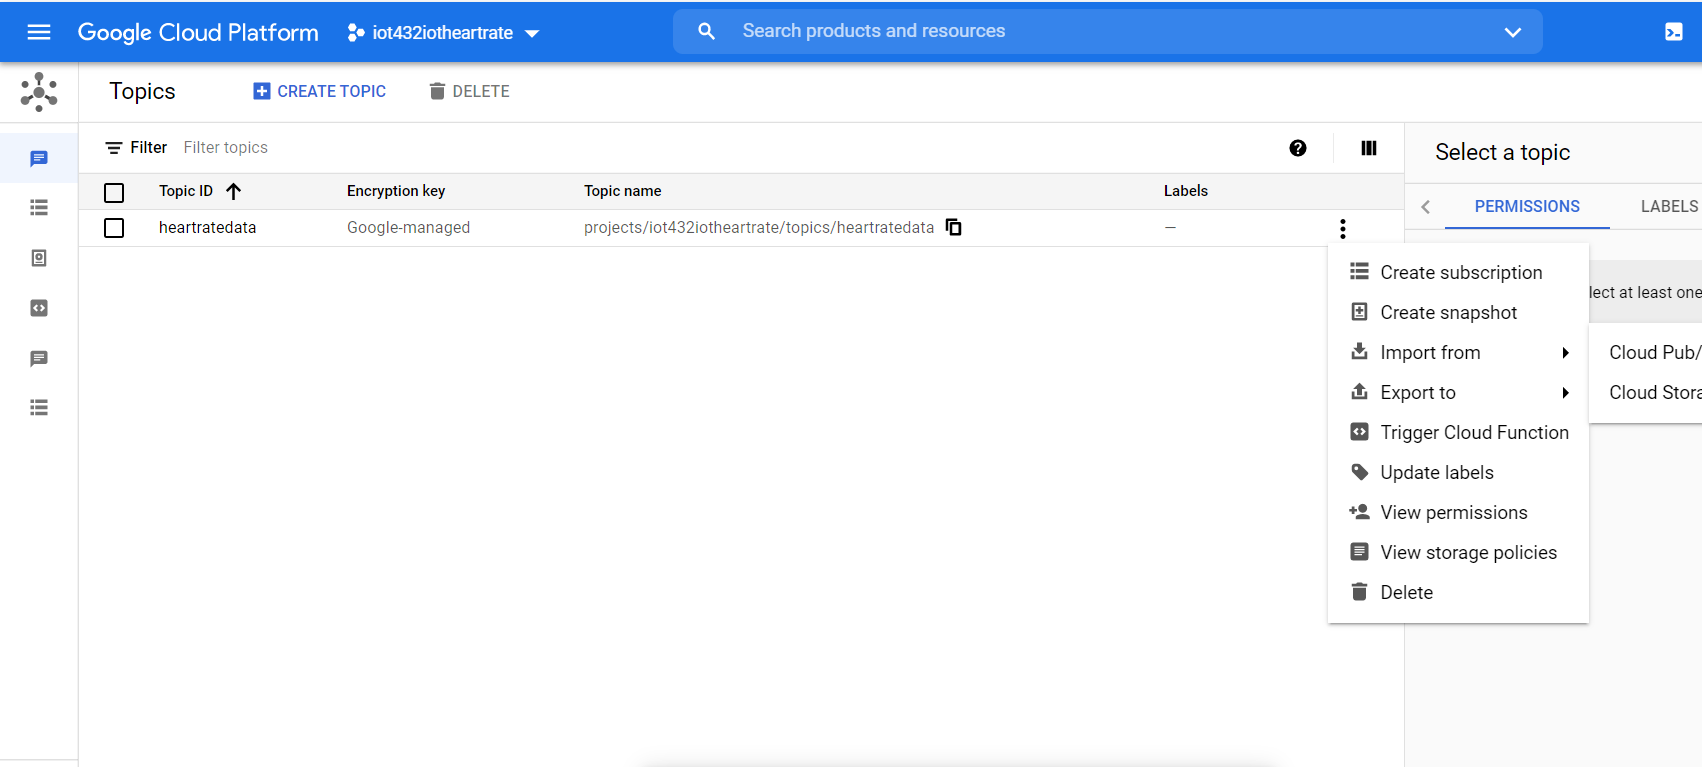 Google Cloud Platform iot432iotheartrate Search products and resources
Topics CREATE TOPIC DELETE
Filter Filter topics
Select a topic
Topic ID Encryption key Topic name Labels
PERMISSIONS LABELS
heartratedata Google-managed projects/iot432iotheartrate/topics/heartratedata —
Create subscription
lect at least one
Create snapshot
Import from
Cloud Pub/
Export to
Cloud Stora
Trigger Cloud Function
Update labels
View permissions
View storage policies
Delete